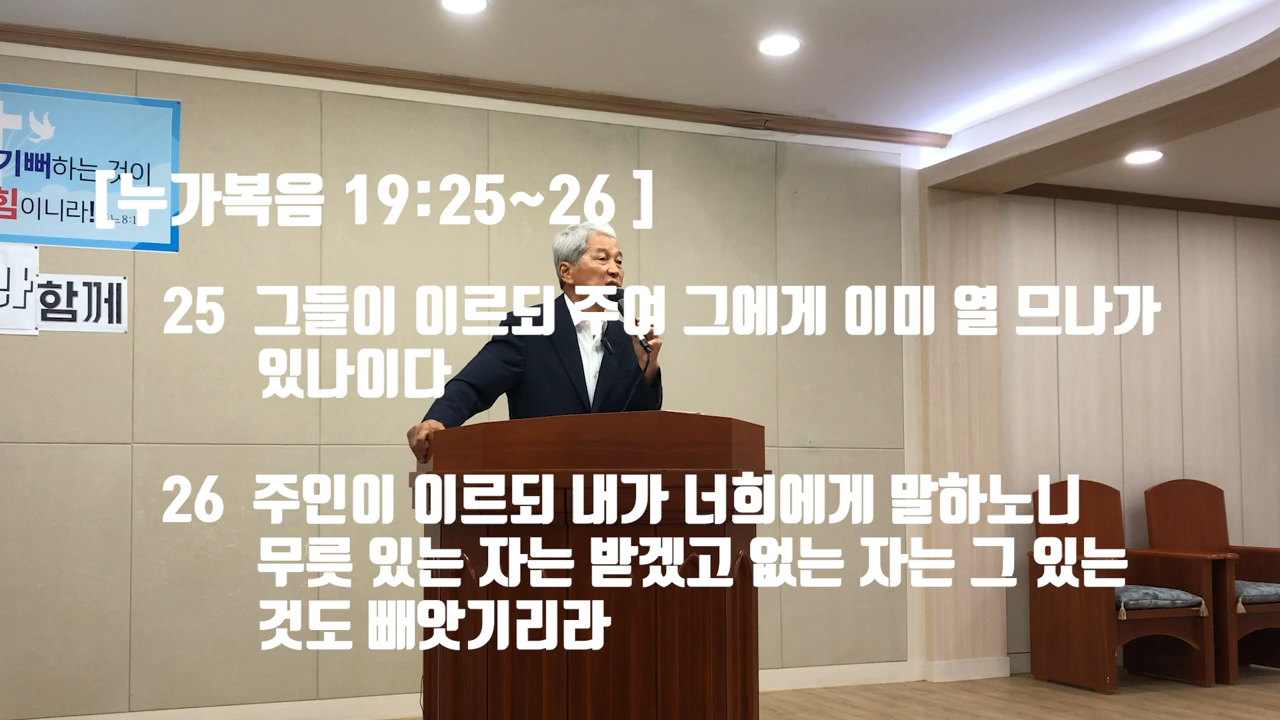 기뻐하는 것이
힘이니라!
느8:1
함께
[누가복음 19:25~26 ]
25 그들이 이르되 주여 그에게 이미 열 므나가
있나이다
26 주인이 이르되 내가 너희에게 말하노니
무릇 있는 자는 받겠고 없는 자는 그 있는
것도 빼앗기리라